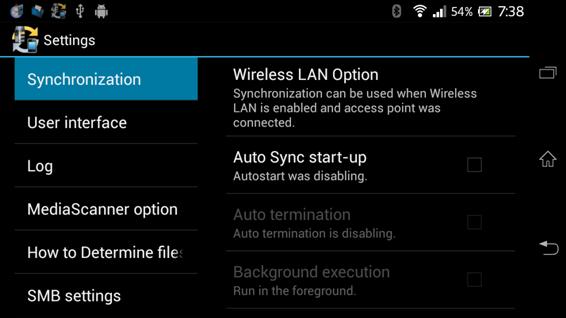 54% 7:38
Settings
Synchronization
User interface
Log
MediaScanner option
How to Determine files
SMB settings
Wireless LAN Option
Synchronization can be used when Wireless
LAN is enabled and access point was
connected.
Auto Sync start-up
Autostart was disabling.
Auto termination
Auto termination is disabling.
Background execution
Run in the foreground.